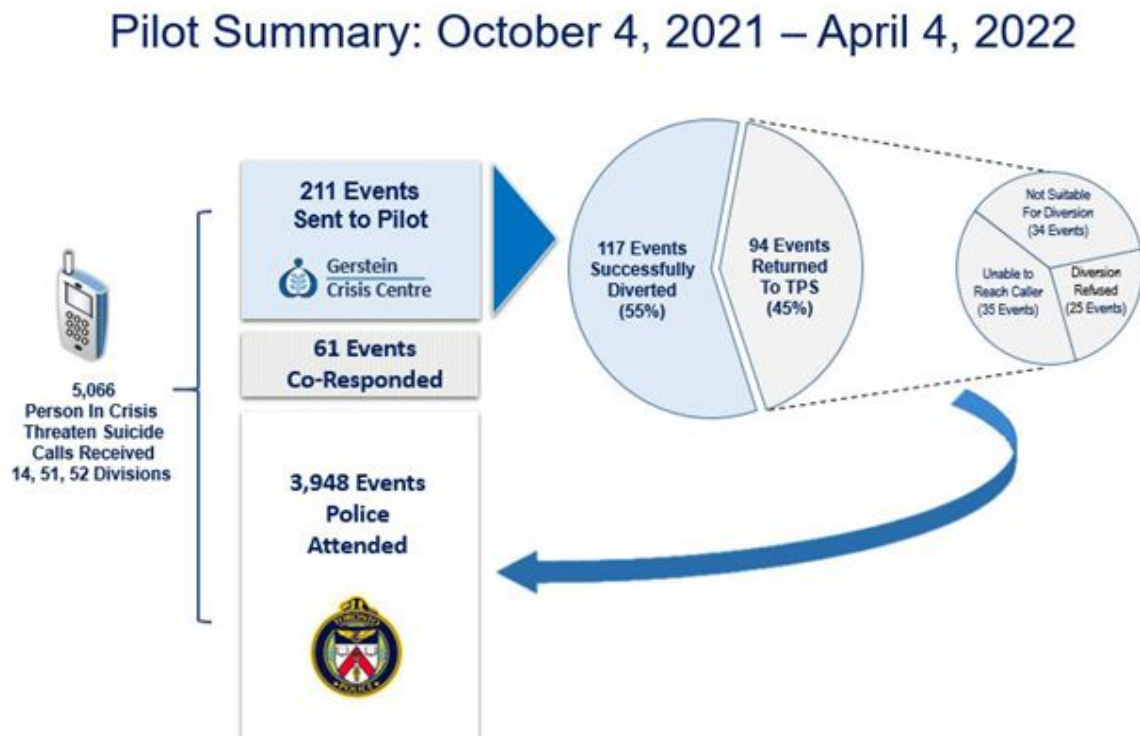 Pilot Summary: October 4, 2021 – April 4, 2022
5,066
Person In Crisis
Threaten Suicide
Calls Received
14, 51, 52 Divisions
211 Events
Sent to Pilot
Gerstein
Crisis Centre
61 Events
Co-Responded
3,948 Events
Police
Attended
TORONTO
POLICE
117 Events
Successfully
Diverted
(55%)
94 Events
Returned
To TPS
(45%)
Not Suitable
For Diversion
(34 Events)
Unable to
Reach Caller
(35 Events)
Diversion
Refused
(25 Events)